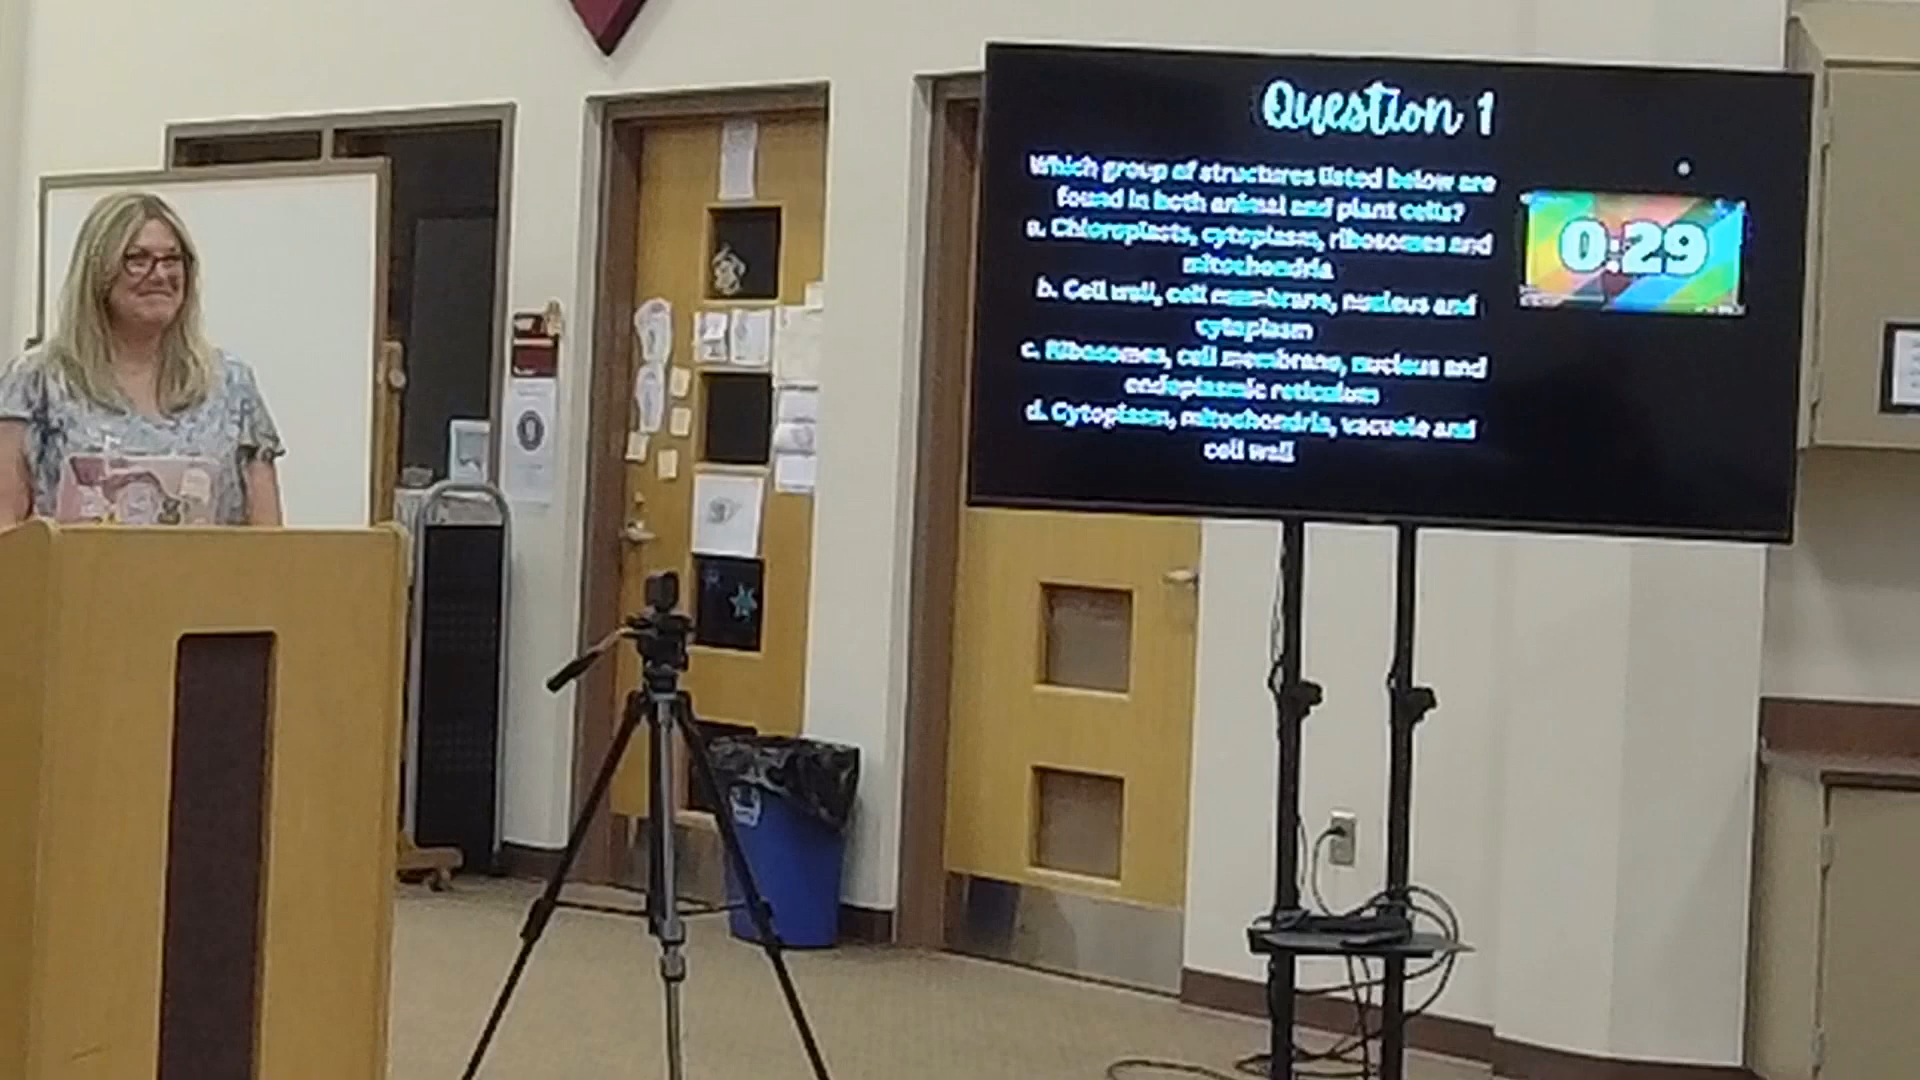 Question 1
Which group of structures listed below are
found in both animal and plant cells?
a. Chloroplasts, cytoplasm, ribosomes and
mitochondria
b. Cell wall, cell membrane, nucleus and
cytoplasm
c. Ribosomes, cell membrane, nucleus and
endoplasmic reticulum
d. Cytoplasm, mitochondria, vacuole and
cell wall
0:29